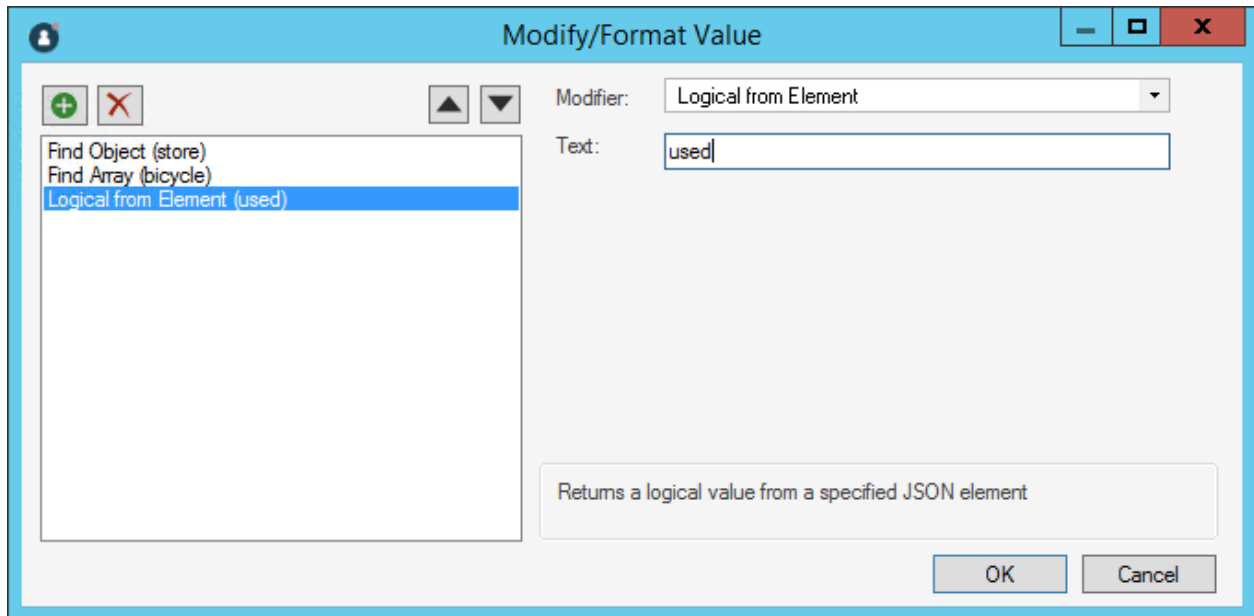 Modify/Format Value
Find Object (store)
Find Array (bicycle)
Logical from Element (used)
Modifier:
Logical from Element
Text:
used
Returns a logical value from a specified JSON element
OK
Cancel